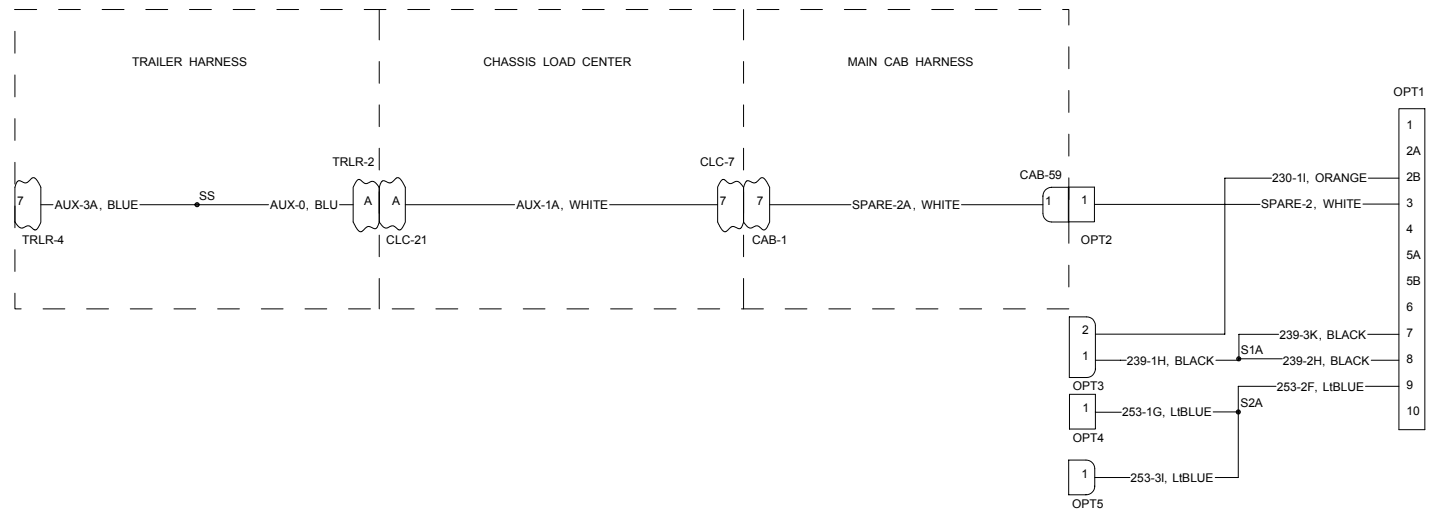 TRAILER HARNESS
CHASSIS LOAD CENTER
MAIN CAB HARNESS
OPT1
1
2A
TRLR-2
CLC-7
CAB-59
230-1I, ORANGE
2B
7
AUX-3A, BLUE
SS
AUX-0, BLU
A
A
AUX-1A, WHITE
7
7
SPARE-2A, WHITE
1
1
SPARE-2, WHITE
3
TRLR-4
CLC-21
CAB-1
OPT2
4
5A
5B
6
2
239-3K, BLACK
7
1
239-1H, BLACK
S1A
239-2H, BLACK
8
OPT3
253-2F, LtBLUE
9
1
253-1G, LtBLUE
S2A
10
OPT4
1
253-3I, LtBLUE
OPT5